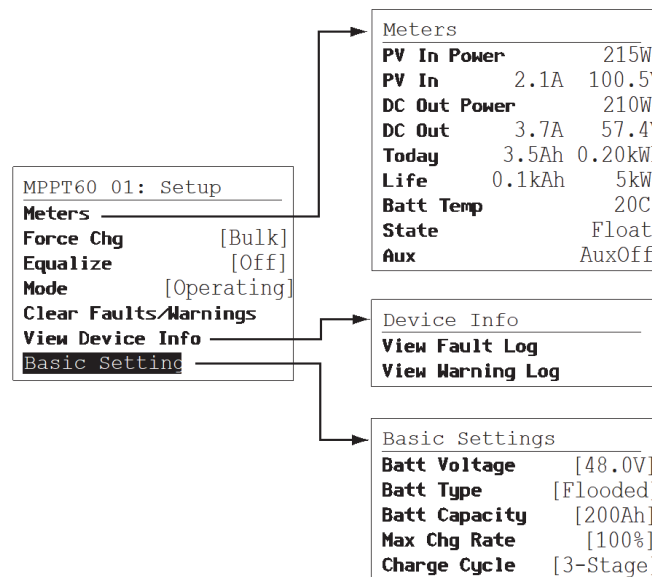 Meters
PV In Power 215W
PV In 2.1A 100.5V
DC Out Power 210W
DC Out 3.7A 57.4V
Today 3.5Ah 0.20kW
Life 0.1kAh 5kW
Batt Temp 20C
State Float
Aux AuxOff
MPPT60 01: Setup
Meters
Force Chg [Bulk]
Equalize [Off]
Mode [Operating]
Clear Faults/Warnings
View Device Info
Basic Setting
Device Info
View Fault Log
View Warning Log
Basic Settings
Batt Voltage [48.0V]
Batt Type [Flooded]
Batt Capacity [200Ah]
Max Chg Rate [100%]
Charge Cycle [3-Stage]